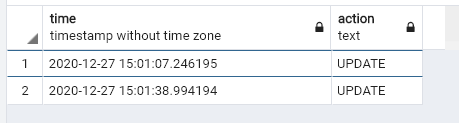 time action
timestamp without time zone text
1 2020-12-27 15:01:07.246195 UPDATE
2 2020-12-27 15:01:38.994194 UPDATE